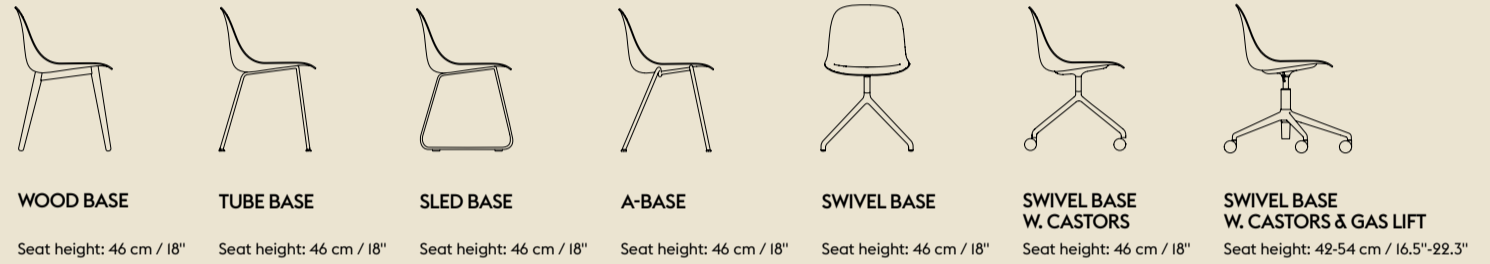 WOOD BASE
Seat height: 46 cm / 18"
TUBE BASE
Seat height: 46 cm / 18"
SLED BASE
Seat height: 46 cm / 18"
A-BASE
Seat height: 46 cm / 18"
SWIVEL BASE
Seat height: 46 cm / 18"
SWIVEL BASE
W. CASTORS
Seat height: 46 cm / 18"
SWIVEL BASE
W. CASTORS & GAS LIFT
Seat height: 42-54 cm / 16.5"-22.3"